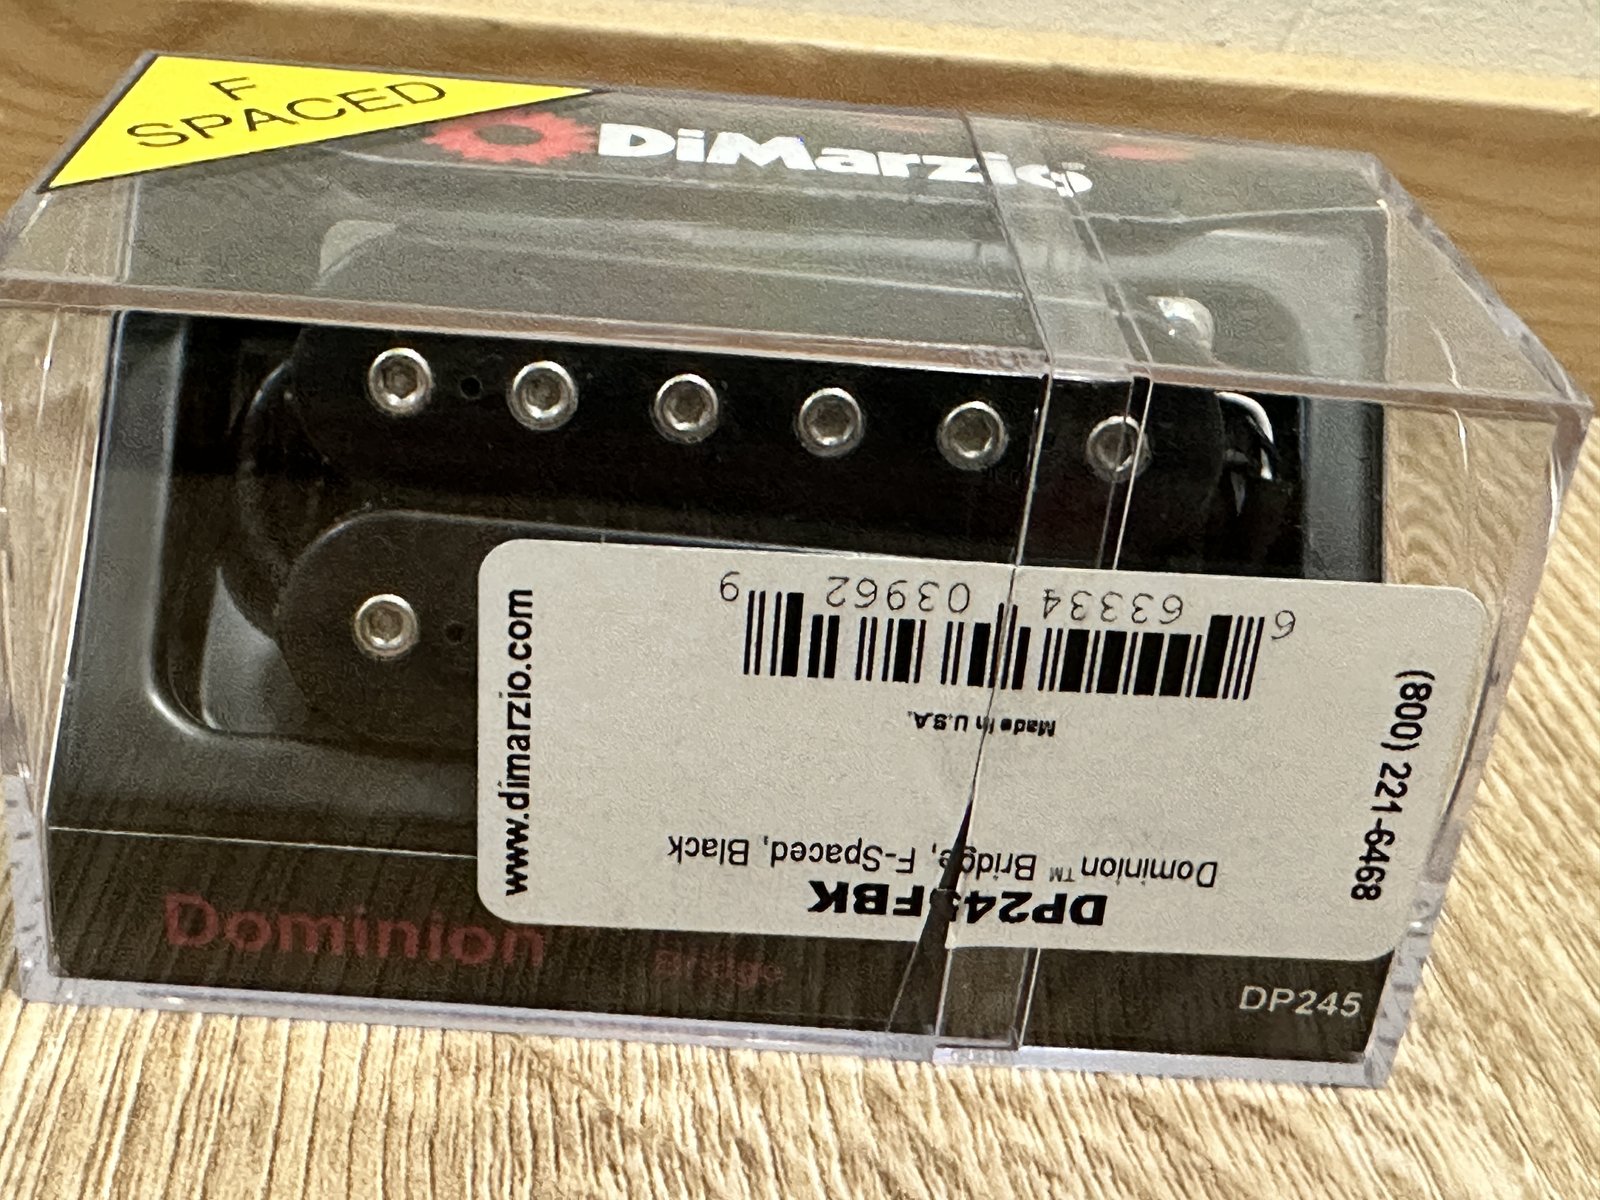 F
SPACED
DiMarzio
www.dimarzio.com
DP245FBK
Dominion™ Bridge, F-Spaced, Black
Made in U.S.A.
6 63334 03962 9
(800) 221-6468
Dominion Bridge
DP245